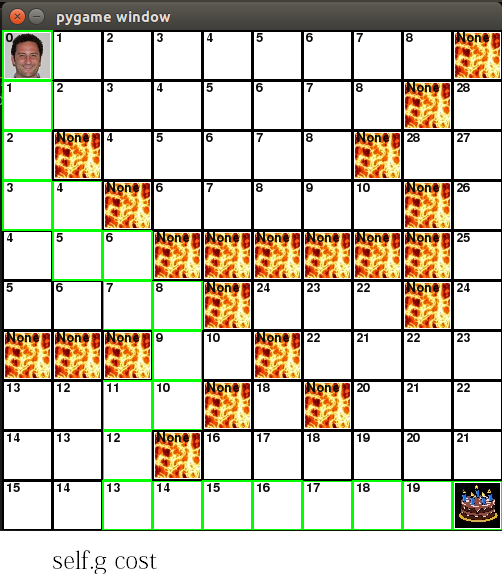 pygame window
0 1 2 3 4 5 6 7 8 None
1 2 3 4 5 6 7 8 None 28
2 None 4 5 6 7 8 None 28 27
3 4 None 6 7 8 9 10 None 26
4 5 6 None None None None None None 25
5 6 7 8 None 24 23 22 None 24
None None None 9 10 None 22 21 22 23
13 12 11 10 None 18 None 20 21 22
14 13 12 None 16 17 18 19 20 21
15 14 13 14 15 16 17 18 19
self.g cost